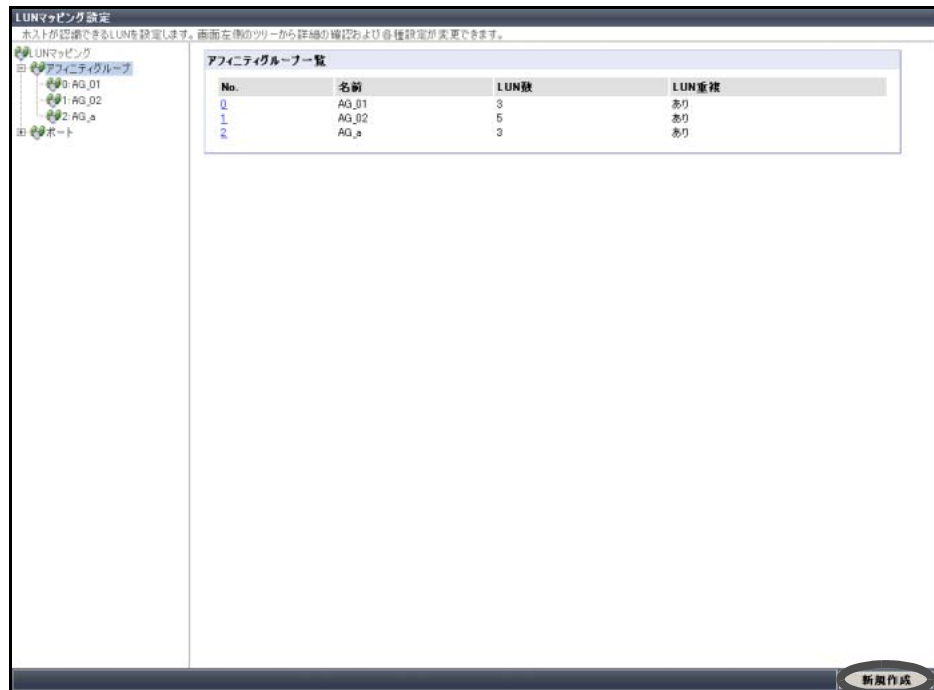 LUNマッピング設定
ホストが認識できるLUNを設定します。画面左側のツリーから詳細の確認および各種設定が変更できます。
LUNマッピング
アフィニティグループ
0: AG_01
1: AG_02
2: AG_a
ポート
アフィニティグループ一覧
No. 名前 LUN数 LUN重複
0 AG_01 3 あり
1 AG_02 5 あり
2 AG_a 3 あり
新規作成